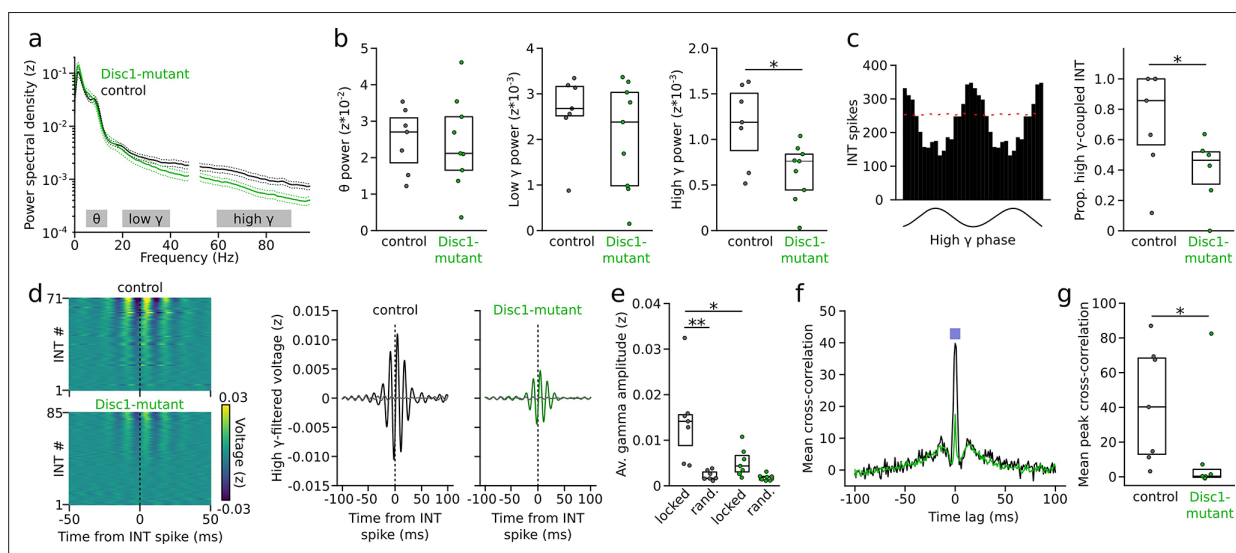 a
Disc1-mutant
control
Power spectral density (z)
10-1
10-2
10-3
10-4
θ
low γ
high γ
0
20
40
60
80
Frequency (Hz)
b
θ power (z*10-2)
5
4
3
2
1
0
control
Disc1-
mutant
Low γ power (z*10-3)
4
3
2
1
0
control
Disc1-
mutant
High γ power (z*10-3)
2.0
1.5
1.0
0.5
0.0
*
control
Disc1-
mutant
c
INT spikes
400
300
200
100
0
High γ phase
Prop. high γ-coupled INT
1.0
0.8
0.6
0.4
0.2
0
*
control
Disc1-
mutant
d
control
71
INT #
1
Disc1-mutant
85
INT #
1
-50
0
50
Time from INT spike (ms)
0.03
Voltage (z)
-0.03
High γ-filtered voltage (z)
0.015
0.010
0.005
0.000
-0.005
-0.010
-0.015
control
-100
-50
0
50
100
Time from INT
spike (ms)
Disc1-mutant
-100
-50
0
50
100
Time from INT
spike (ms)
e
Av. gamma amplitude (z)
0.04
0.03
0.02
0.01
0
*
**
locked
rand.
locked
rand.
f
Mean cross-correlation
50
40
30
20
10
0
-100
-50
0
50
100
Time lag (ms)
g
Mean peak cross-correlation
100
80
60
40
20
0
*
control
Disc1-
mutant